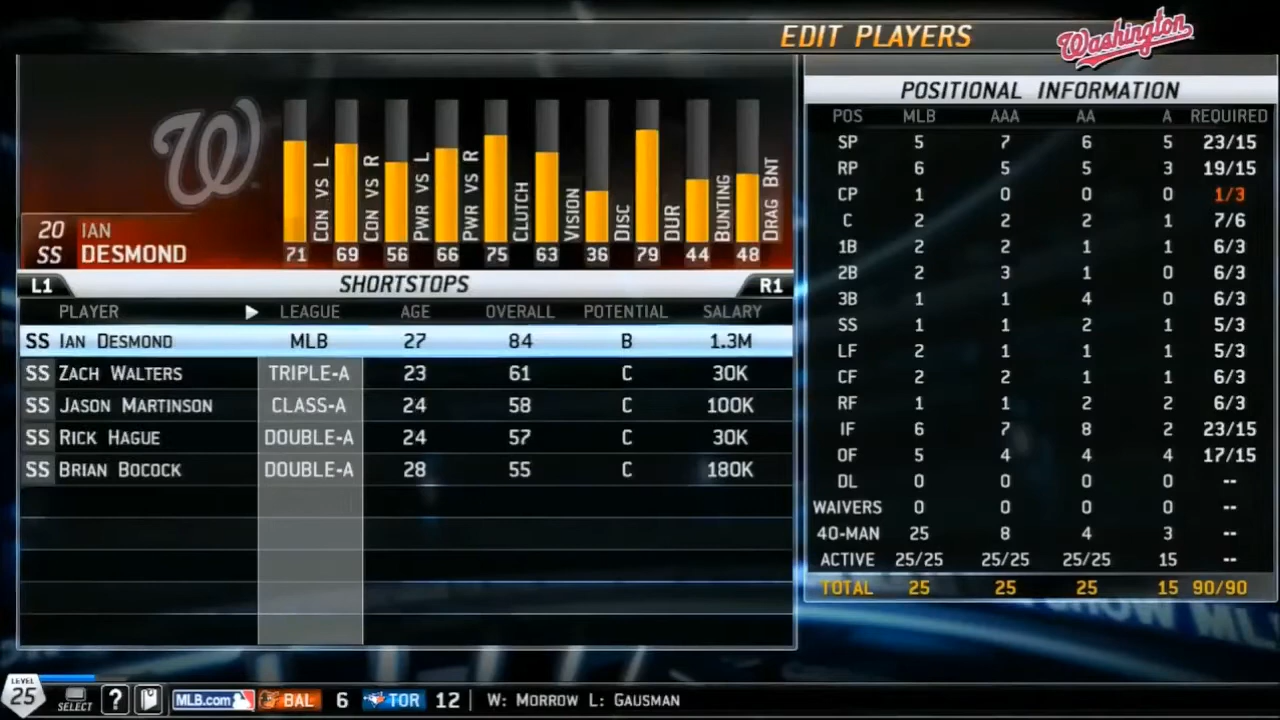 EDIT PLAYERS Washington
W
20 IAN
SS DESMOND
CON VS L CON VS R PWR VS L PWR VS R CLUTCH VISION DISC DUR BUNTING DRAG BNT
71 69 56 66 75 63 36 79 44 48
L1 SHORTSTOPS R1
PLAYER LEAGUE AGE OVERALL POTENTIAL SALARY
SS IAN DESMOND MLB 27 84 B 1.3M
SS ZACH WALTERS TRIPLE-A 23 61 C 30K
SS JASON MARTINSON CLASS-A 24 58 C 100K
SS RICK HAGUE DOUBLE-A 24 57 C 30K
SS BRIAN BOCOCK DOUBLE-A 28 55 C 180K
POSITIONAL INFORMATION
POS MLB AAA AA A REQUIRED
SP 5 7 6 5 23/15
RP 6 5 5 3 19/15
CP 1 0 0 0 1/3
C 2 2 2 1 7/6
1B 2 2 1 1 6/3
2B 2 3 1 0 6/3
3B 1 1 4 0 6/3
SS 1 1 2 1 5/3
LF 2 1 1 1 5/3
CF 2 2 1 1 6/3
RF 1 1 2 2 6/3
IF 6 7 8 2 23/15
OF 5 4 4 4 17/15
DL 0 0 0 0 --
WAIVERS 0 0 0 0 --
40-MAN 25 8 4 3 --
ACTIVE 25/25 25/25 25/25 15 --
TOTAL 25 25 25 15 90/90
SHOW MLB
LEVEL 25 SELECT ? MLB.com BAL 6 TOR 12 W: MORROW L: GAUSMAN